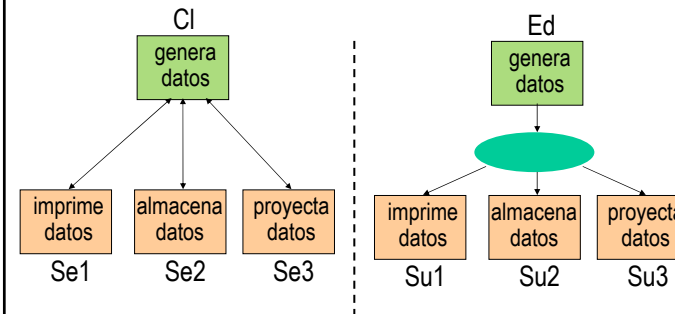 Cl
genera
datos
imprime
datos
almacena
datos
proyecta
datos
Se1
Se2
Se3
Ed
genera
datos
imprime
datos
almacena
datos
proyecta
datos
Su1
Su2
Su3